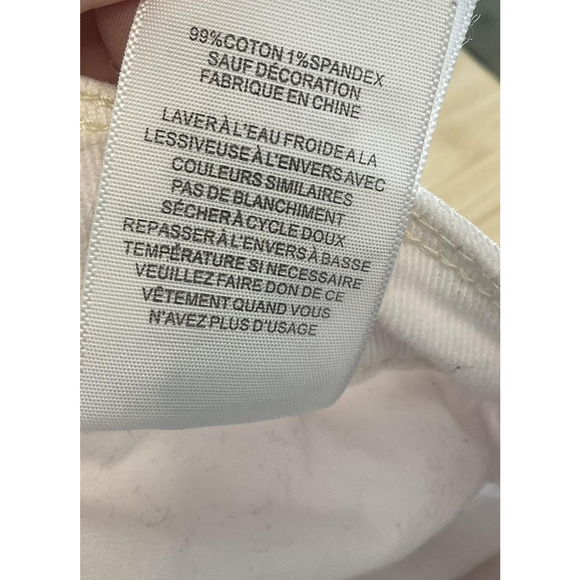 99%COTON 1%SPANDEX
SAUF DÉCORATION
FABRIQUE EN CHINE
LAVER À L'EAU FROIDE A LA
LESSIVEUSE À L'ENVERS AVEC
COULEURS SIMILAIRES
PAS DE BLANCHIMENT
SÉCHER À CYCLE DOUX
REPASSER À L'ENVERS À BASSE
TEMPÉRATURE SI NECESSAIRE
VEUILLEZ FAIRE DON DE CE
VÊTEMENT QUAND VOUS
N'AVEZ PLUS D'USAGE